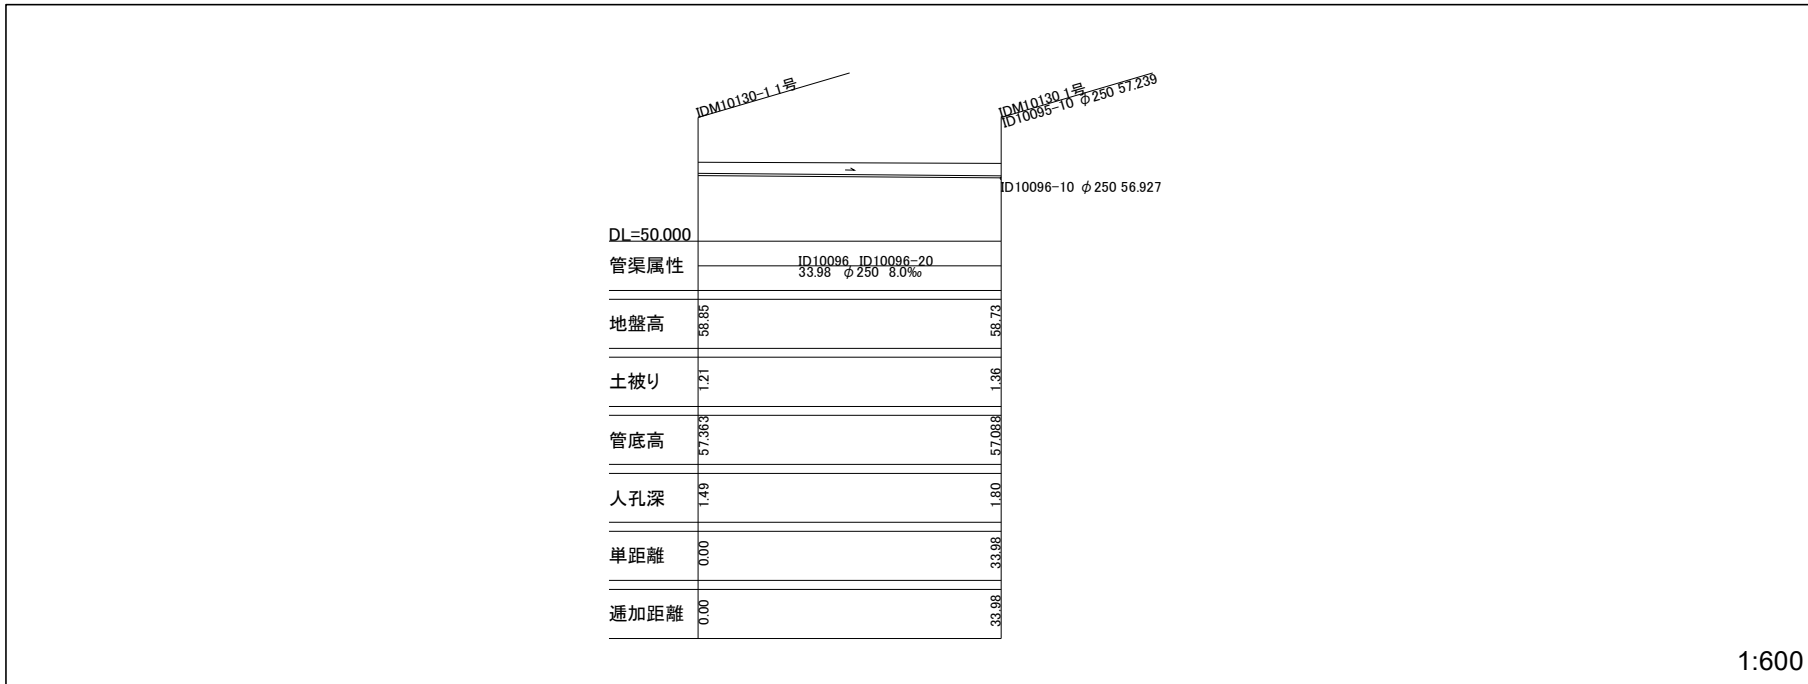 IDM10130-1 1号
IDM10130 1号
ID10095-10 φ250 57.239
ID10096-10 φ250 56.927
DL=50.000
管渠属性
ID10096 ID10096-20
33.98 φ250 8.0‰
地盤高 58.85 58.73
土被り 1.21 1.36
管底高 57.363 57.088
人孔深 1.49 1.80
単距離 0.00 33.98
逓加距離 0.00 33.98
1:600